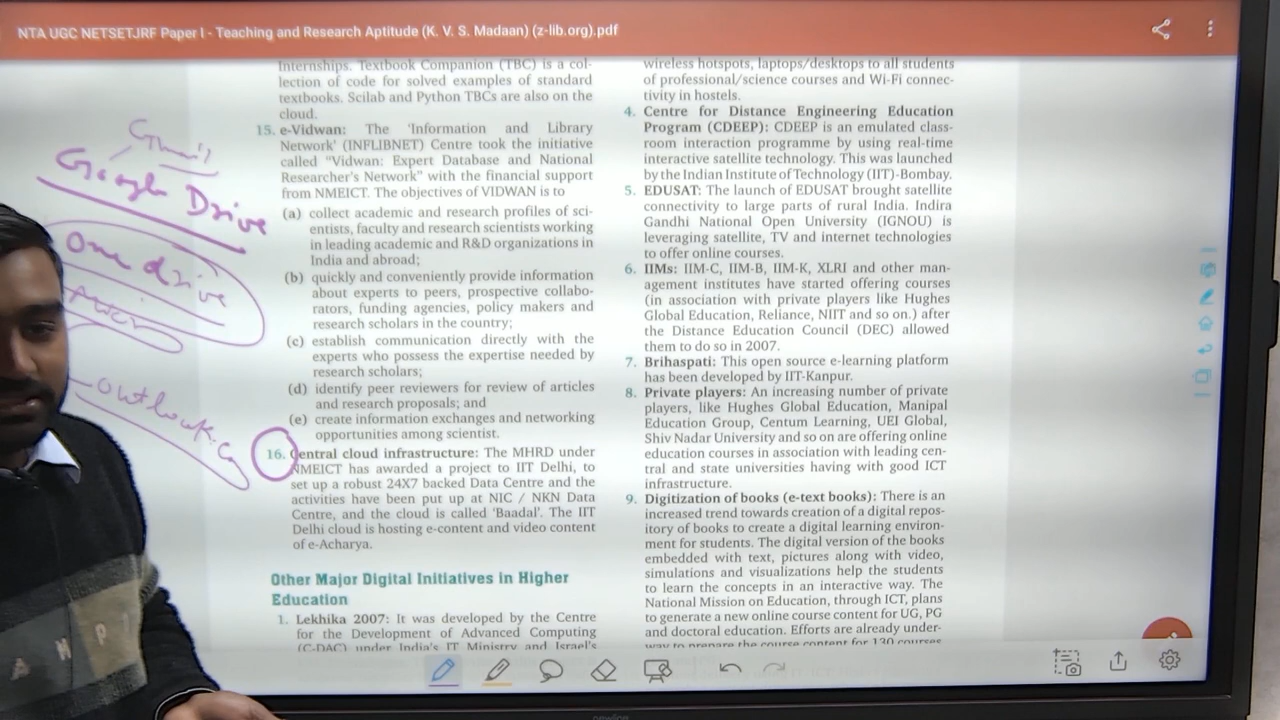 NTA UGC NETSETJRF Paper I - Teaching and Research Aptitude (K. V. S. Madaan) (z-lib.org).pdf
Gmail
Google Drive
One drive
Outlook.co
Internships. Textbook Companion (TBC) is a col-
lection of code for solved examples of standard
textbooks. Scilab and Python TBCs are also on the
cloud.
15. e-Vidwan: The 'Information and Library
Network' (INFLIBNET) Centre took the initiative
called "Vidwan: Expert Database and National
Researcher's Network" with the financial support
from NMEICT. The objectives of VIDWAN is to
(a) collect academic and research profiles of sci-
entists, faculty and research scientists working
in leading academic and R&D organizations in
India and abroad;
(b) quickly and conveniently provide information
about experts to peers, prospective collabo-
rators, funding agencies, policy makers and
research scholars in the country;
(c) establish communication directly with the
experts who possess the expertise needed by
research scholars;
(d) identify peer reviewers for review of articles
and research proposals; and
(e) create information exchanges and networking
opportunities among scientist.
16. Central cloud infrastructure: The MHRD under
NMEICT has awarded a project to IIT Delhi, to
set up a robust 24X7 backed Data Centre and the
activities have been put up at NIC / NKN Data
Centre, and the cloud is called 'Baadal'. The IIT
Delhi cloud is hosting e-content and video content
of e-Acharya.
Other Major Digital Initiatives in Higher
Education
1. Lekhika 2007: It was developed by the Centre
for the Development of Advanced Computing
(C-DAC) under India's IT Ministry and Israel's
wireless hotspots, laptops/desktops to all students
of professional/science courses and Wi-Fi connec-
tivity in hostels.
4. Centre for Distance Engineering Education
Program (CDEEP): CDEEP is an emulated class-
room interaction programme by using real-time
interactive satellite technology. This was launched
by the Indian Institute of Technology (IIT)-Bombay.
5. EDUSAT: The launch of EDUSAT brought satellite
connectivity to large parts of rural India. Indira
Gandhi National Open University (IGNOU) is
leveraging satellite, TV and internet technologies
to offer online courses.
6. IIMs: IIM-C, IIM-B, IIM-K, XLRI and other man-
agement institutes have started offering courses
(in association with private players like Hughes
Global Education, Reliance, NIIT and so on.) after
the Distance Education Council (DEC) allowed
them to do so in 2007.
7. Brihaspati: This open source e-learning platform
has been developed by IIT-Kanpur.
8. Private players: An increasing number of private
players, like Hughes Global Education, Manipal
Education Group, Centum Learning, UEI Global,
Shiv Nadar University and so on are offering online
education courses in association with leading cen-
tral and state universities having with good ICT
infrastructure.
9. Digitization of books (e-text books): There is an
increased trend towards creation of a digital repos-
itory of books to create a digital learning environ-
ment for students. The digital version of the books
embedded with text, pictures along with video,
simulations and visualizations help the students
to learn the concepts in an interactive way. The
National Mission on Education, through ICT, plans
to generate a new online course content for UG, PG
and doctoral education. Efforts are already under-
way to prepare the course content for 130 courses
newline